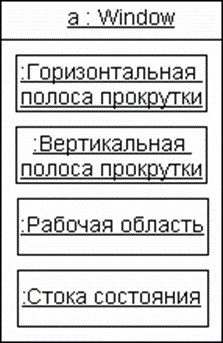 a : Window
:Горизонтальная
полоса прокрутки
:Вертикальная
полоса прокрутки
:Рабочая область
:Стока состояния